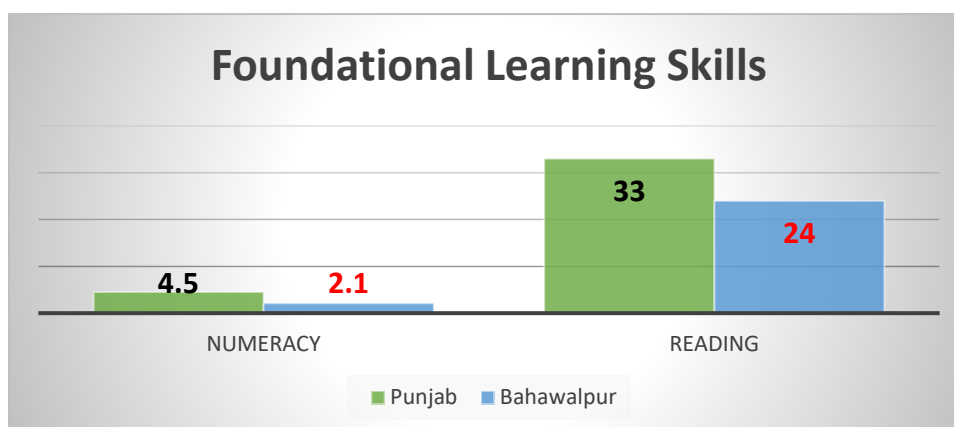 Foundational Learning Skills
33
24
4.5
2.1
NUMERACY
READING
Punjab
Bahawalpur